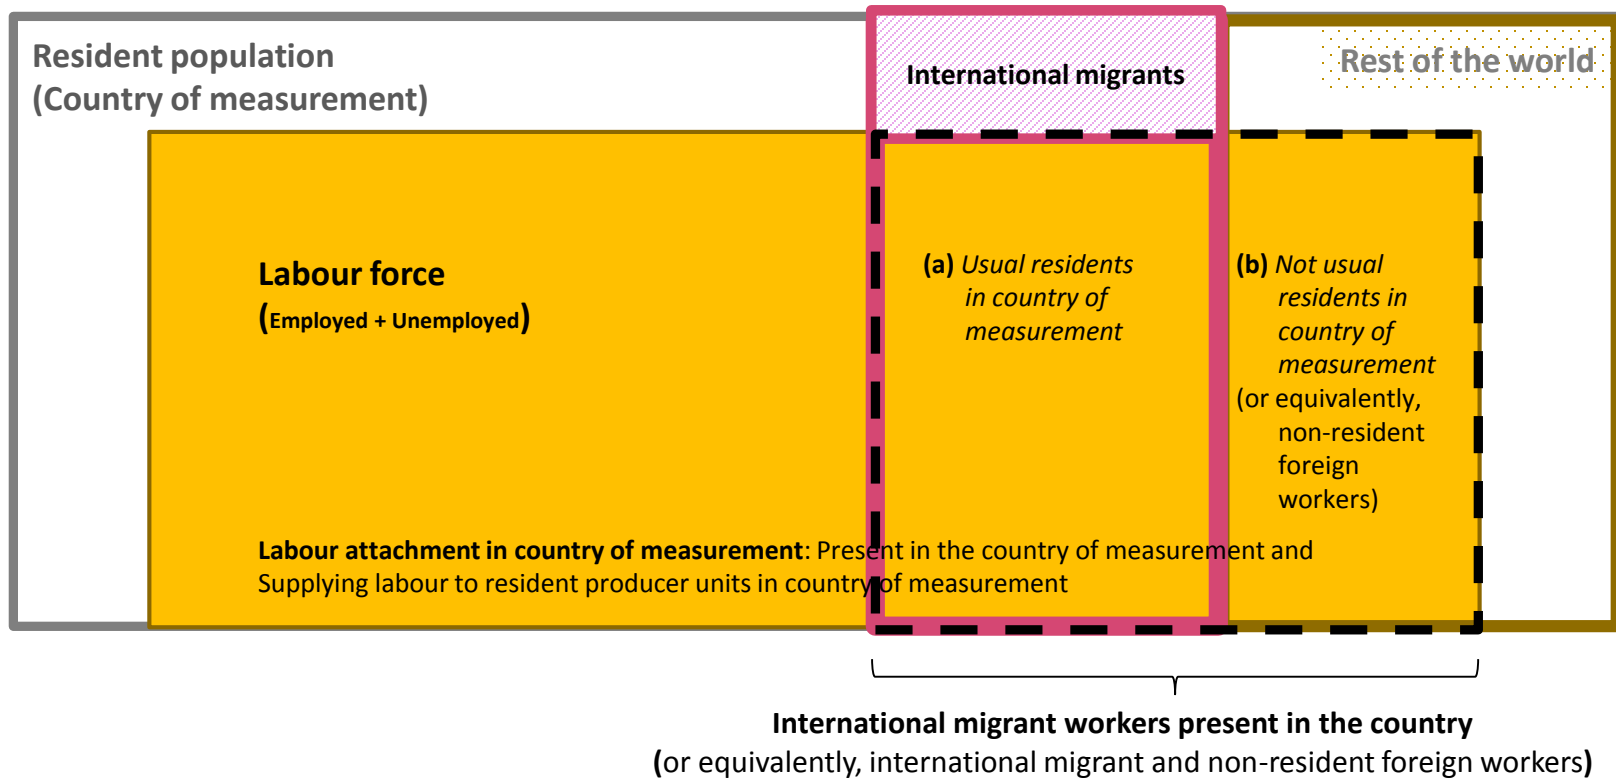 Resident population
(Country of measurement)
International migrants
Rest of the world
Labour force
(Employed + Unemployed)
(a) Usual residents
in country of
measurement
(b) Not usual
residents in
country of
measurement
(or equivalently,
non-resident
foreign
workers)
Labour attachment in country of measurement: Present in the country of measurement and
Supplying labour to resident producer units in country of measurement
International migrant workers present in the country
(or equivalently, international migrant and non-resident foreign workers)